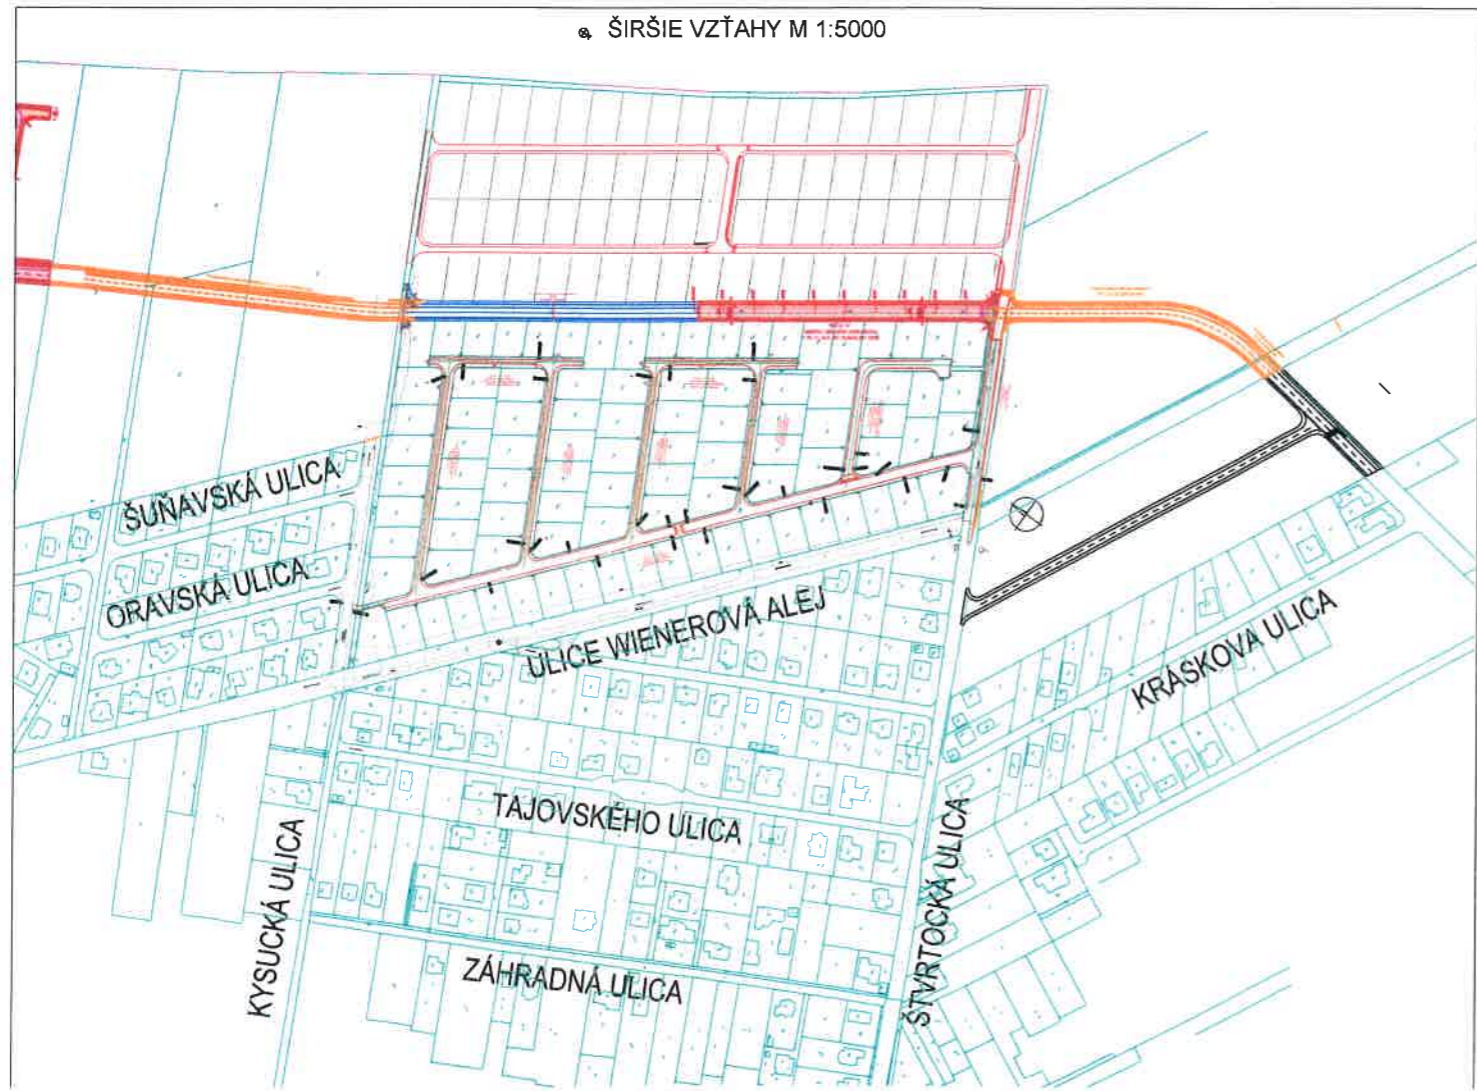 ŠIRŠIE VZŤAHY M 1:5000
ŠUŇAVSKÁ ULICA
ORAVSKÁ ULICA
ULICE WIENEROVÁ ALEJ
KRASKOVA ULICA
TAJOVSKÉHO ULICA
KYSUCKÁ ULICA
ZÁHRADNÁ ULICA
ŠTVRTOCKÁ ULICA